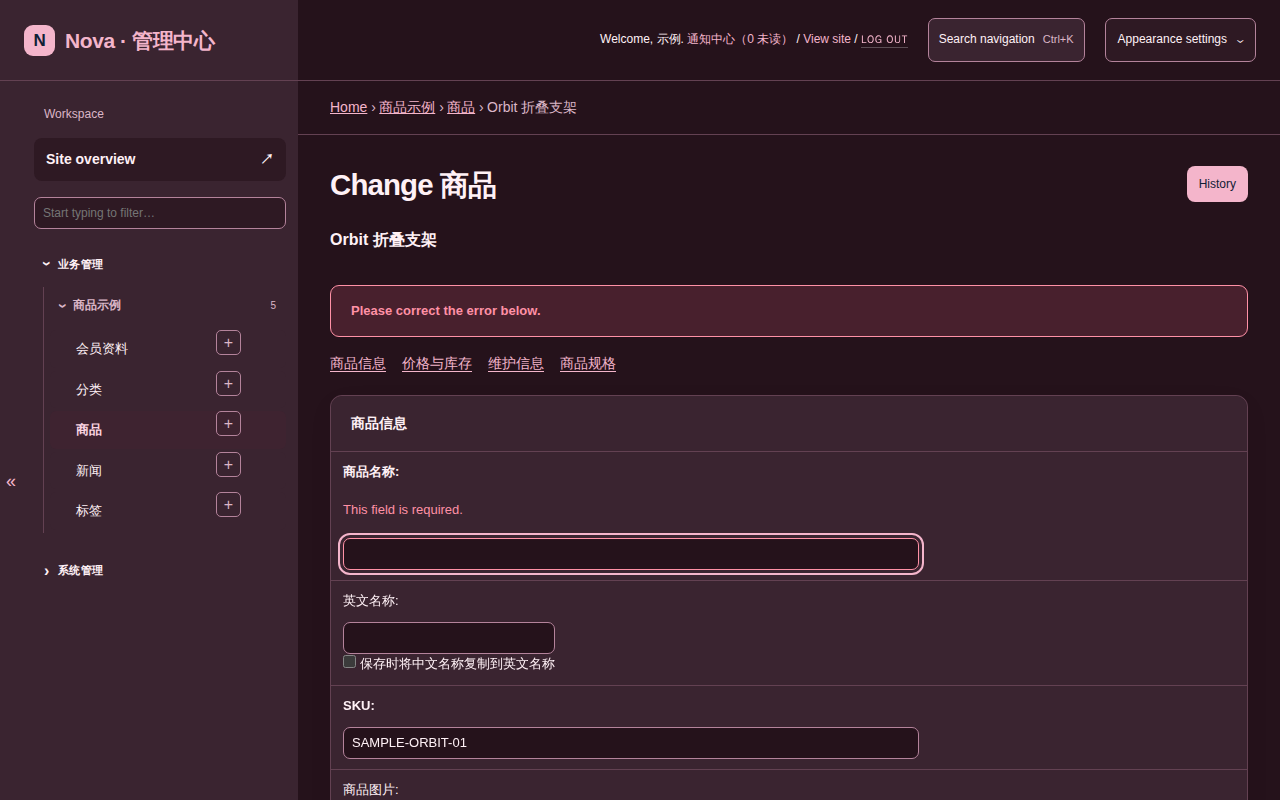 N Nova · 管理中心
Welcome, 示例. 通知中心（0 未读） / View site / LOG OUT
Search navigation Ctrl+K
Appearance settings
Workspace
Site overview ↗
Start typing to filter…
业务管理
商品示例 5
会员资料 +
分类 +
商品 +
新闻 +
标签 +
系统管理
«
Home › 商品示例 › 商品 › Orbit 折叠支架
Change 商品
History
Orbit 折叠支架
Please correct the error below.
商品信息 价格与库存 维护信息 商品规格
商品信息
商品名称:
This field is required.
英文名称:
保存时将中文名称复制到英文名称
SKU:
SAMPLE-ORBIT-01
商品图片: